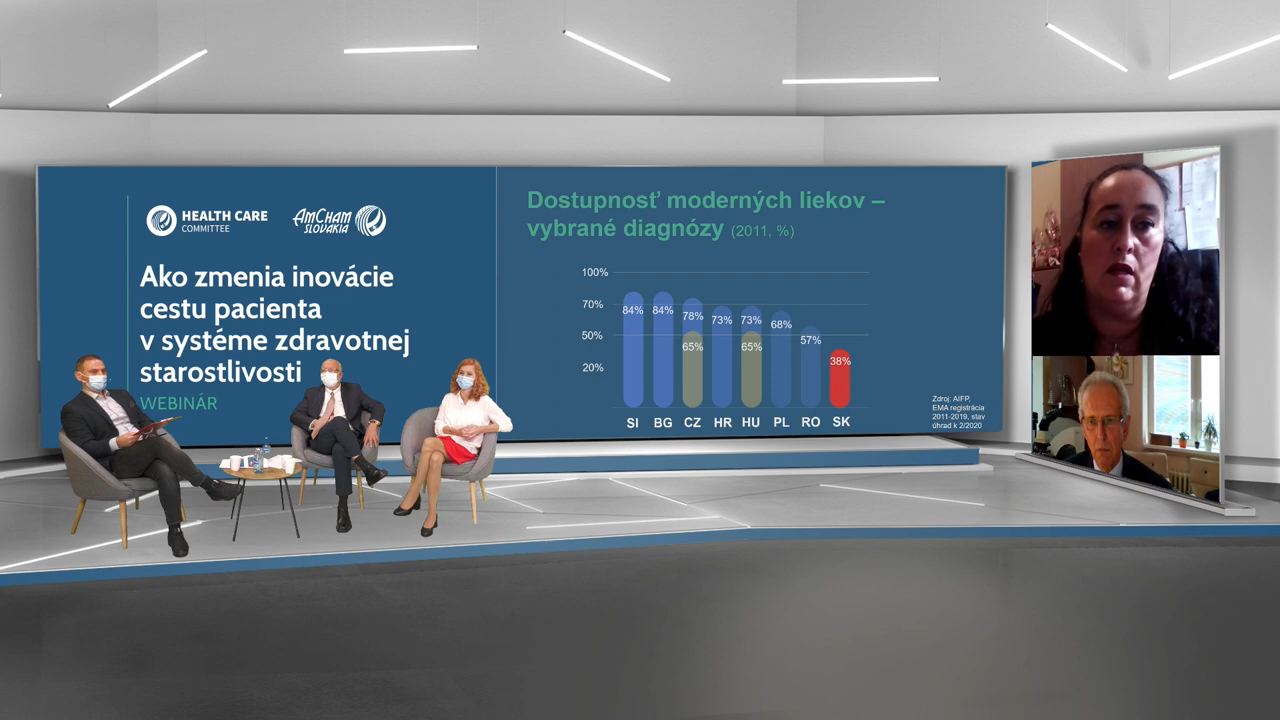 HEALTH CARE
COMMITTEE
AMCHAM
SLOVAKIA
Ako zmenia inovácie
cestu pacienta
v systéme zdravotnej
starostlivosti
WEBINÁR
Dostupnosť moderných liekov –
vybrané diagnózy (2011, %)
100%
70%
50%
20%
84% 84% 78% 73% 73% 68% 57% 38%
65% 65%
SI BG CZ HR HU PL RO SK
Zdroj: AIFP,
EMA registrácia
2011-2019, stav
úhrad k 2/2020